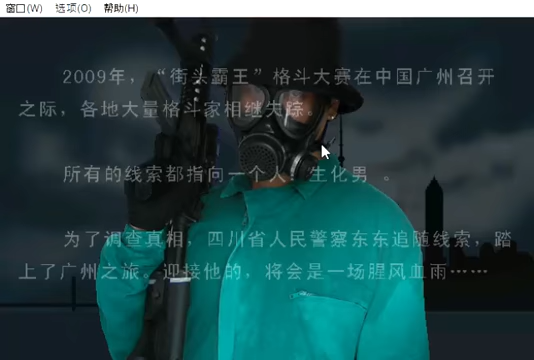 窗口(W) 选项(O) 帮助(H)
2009年，“街头霸王”格斗大赛在中国广州召开
之际，各地大量格斗家相继失踪。
所有的线索都指向一个人：生化男 。
为了调查真相，四川省人民警察东东追随线索，踏
上了广州之旅。迎接他的，将会是一场腥风血雨……